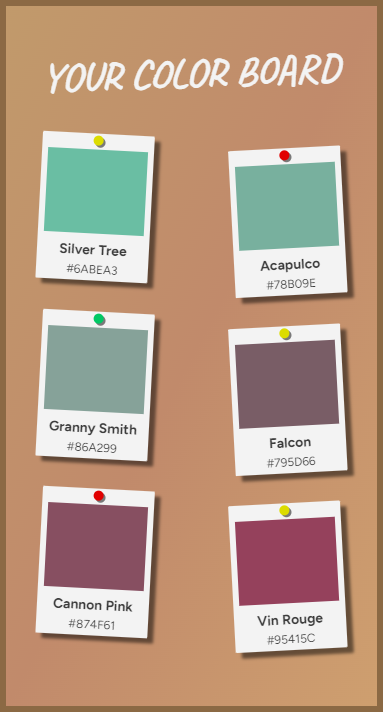 YOUR COLOR BOARD
Silver Tree
#6ABEA3
Acapulco
#78B09E
Granny Smith
#86A299
Falcon
#795D66
Cannon Pink
#874F61
Vin Rouge
#95415C